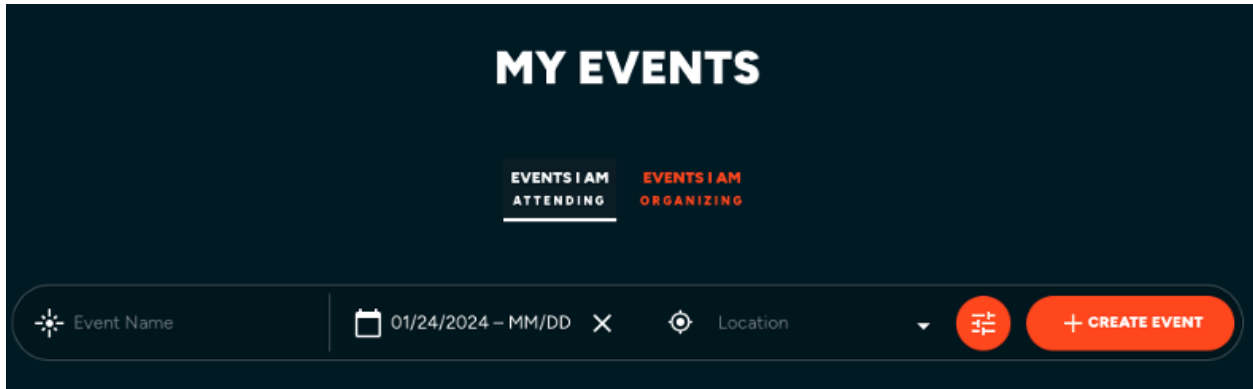 MY EVENTS
EVENTS I AM
ATTENDING
EVENTS I AM
ORGANIZING
Event Name
01/24/2024 – MM/DD
Location
CREATE EVENT